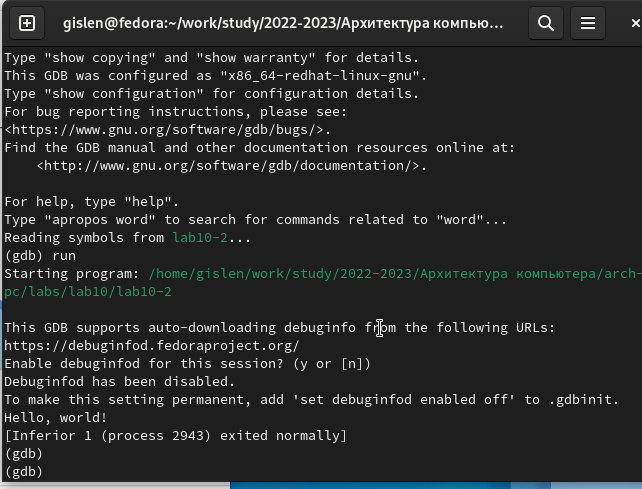 gislen@fedora:~/work/study/2022-2023/Архитектура компью...
Type "show copying" and "show warranty" for details.
This GDB was configured as "x86_64-redhat-linux-gnu".
Type "show configuration" for configuration details.
For bug reporting instructions, please see:
<https://www.gnu.org/software/gdb/bugs/>.
Find the GDB manual and other documentation resources online at:
    <http://www.gnu.org/software/gdb/documentation/>.

For help, type "help".
Type "apropos word" to search for commands related to "word"...
Reading symbols from lab10-2...
(gdb) run
Starting program: /home/gislen/work/study/2022-2023/Архитектура компьютера/arch-
pc/labs/lab10/lab10-2

This GDB supports auto-downloading debuginfo from the following URLs:
https://debuginfod.fedoraproject.org/
Enable debuginfod for this session? (y or [n])
Debuginfod has been disabled.
To make this setting permanent, add 'set debuginfod enabled off' to .gdbinit.
Hello, world!
[Inferior 1 (process 2943) exited normally]
(gdb)
(gdb)